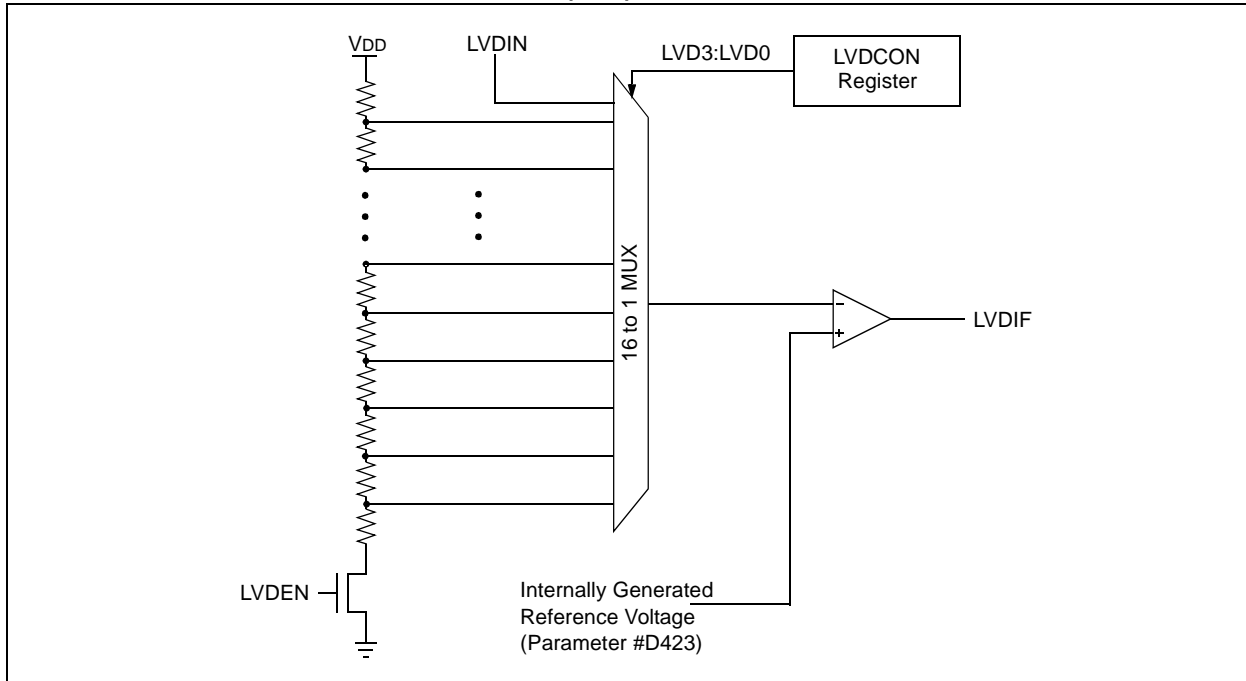 VDD
LVDIN
LVD3:LVD0
LVDCON
Register
16 to 1 MUX
-
+
LVDIF
LVDEN
Internally Generated
Reference Voltage
(Parameter #D423)